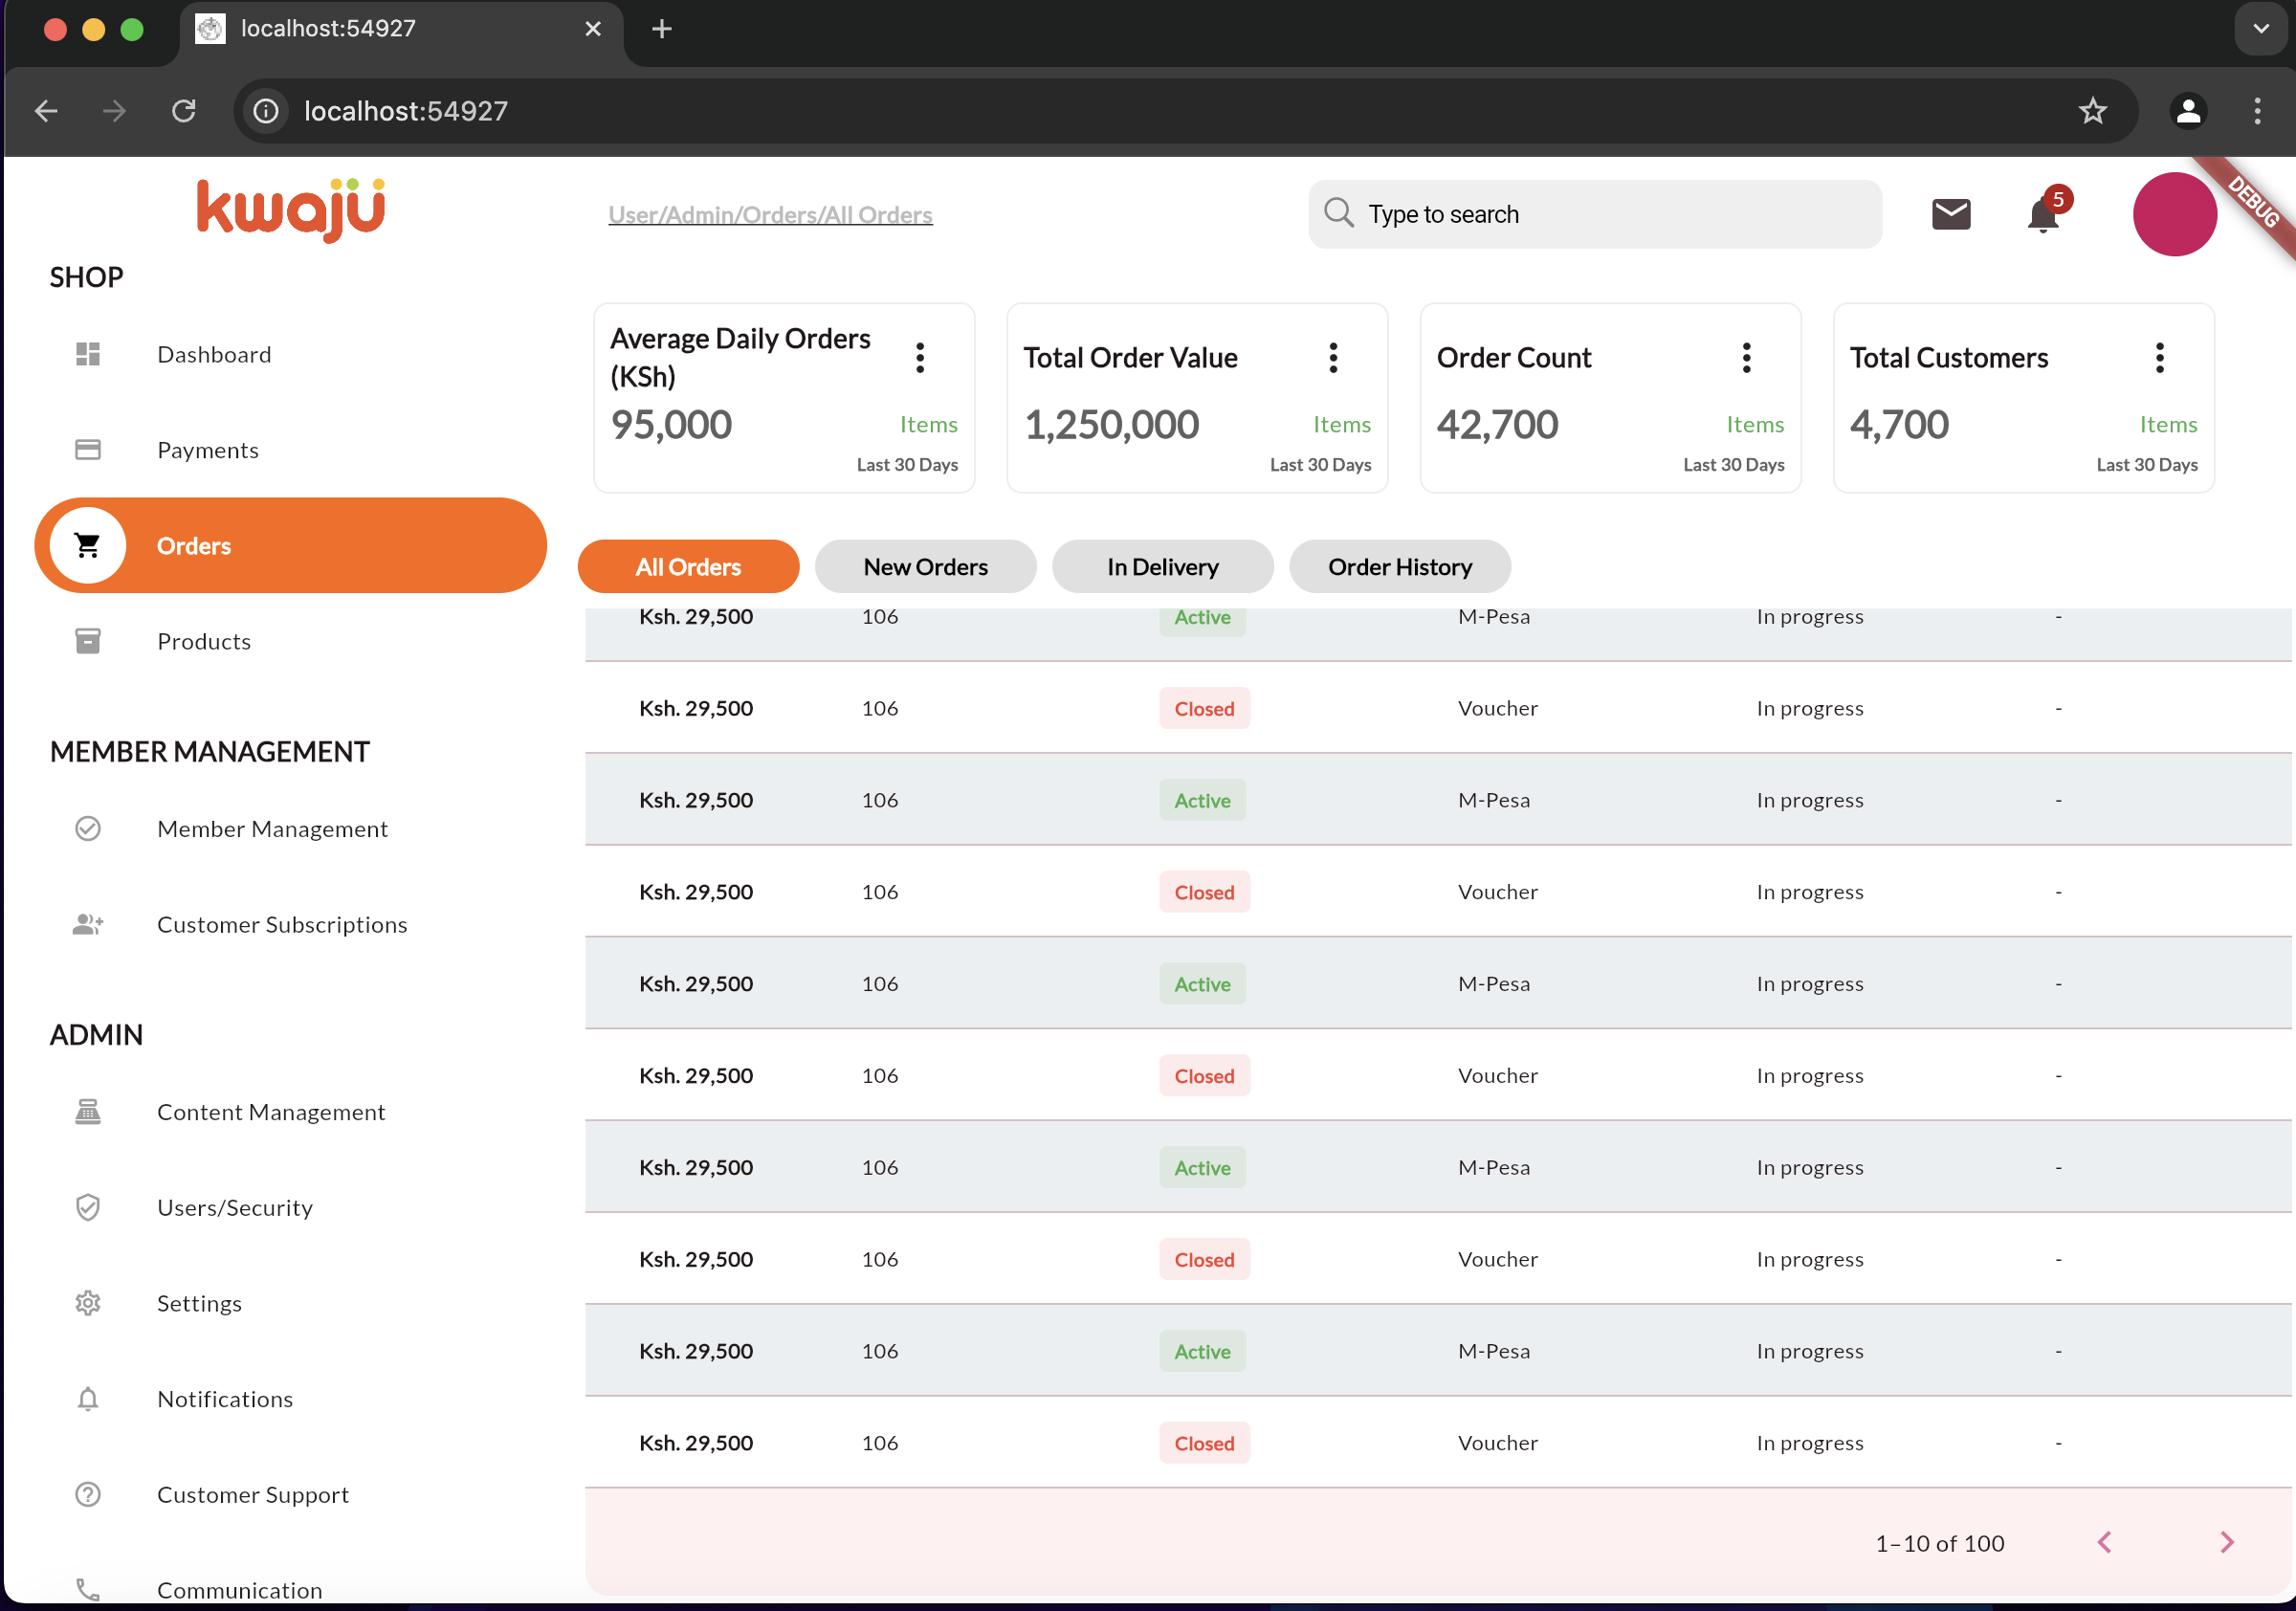 localhost:54927
localhost:54927
kwaju
User/Admin/Orders/All Orders
Type to search
5
DEBUG
SHOP
Dashboard
Payments
Orders
Products
MEMBER MANAGEMENT
Member Management
Customer Subscriptions
ADMIN
Content Management
Users/Security
Settings
Notifications
Customer Support
Communication
Average Daily Orders
(KSh)
95,000 Items
Last 30 Days
Total Order Value
1,250,000 Items
Last 30 Days
Order Count
42,700 Items
Last 30 Days
Total Customers
4,700 Items
Last 30 Days
All Orders New Orders In Delivery Order History
Ksh. 29,500 106 Active M-Pesa In progress -
Ksh. 29,500 106 Closed Voucher In progress -
Ksh. 29,500 106 Active M-Pesa In progress -
Ksh. 29,500 106 Closed Voucher In progress -
Ksh. 29,500 106 Active M-Pesa In progress -
Ksh. 29,500 106 Closed Voucher In progress -
Ksh. 29,500 106 Active M-Pesa In progress -
Ksh. 29,500 106 Closed Voucher In progress -
Ksh. 29,500 106 Active M-Pesa In progress -
Ksh. 29,500 106 Closed Voucher In progress -
1–10 of 100